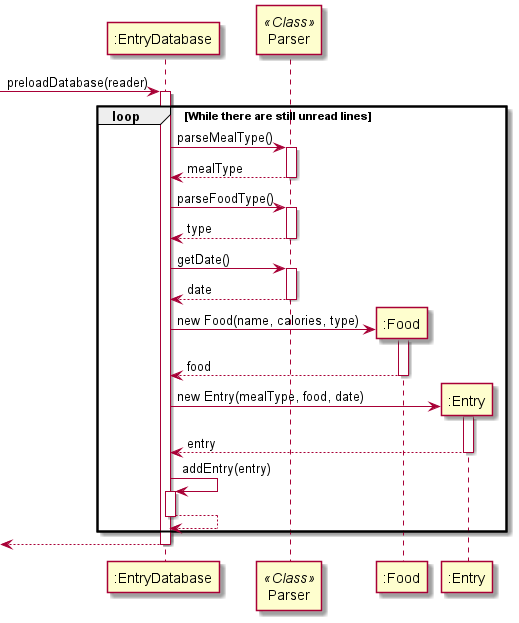 «Class»
:EntryDatabase
Parser
preloadDatabase(reader)
loop
[While there are still unread lines]
parseMealType()
mealType
parseFoodType()
type
getDate()
date
new Food(name, calories, type)
:Food
food
new Entry(mealType, food, date)
:Entry
entry
addEntry(entry)
:EntryDatabase
«Class»
Parser
:Food
:Entry